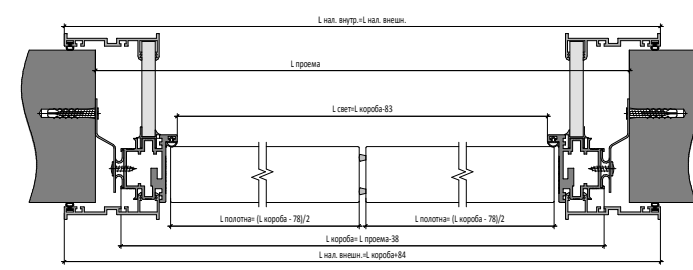 L нал. внутр.=L нал. внешн.
L проема
L свет=L короба-83
L полотна= (L короба - 78)/2
L полотна= (L короба - 78)/2
L короба= L проема-38
L нал. внешн.=L короба+84